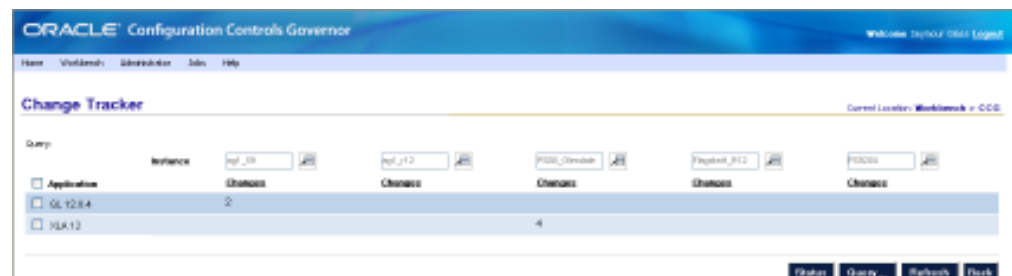 ORACLE Configuration Controls Governor
Welcome Seymour Glass Logout
Home Workbench Administration Jobs Help
Change Tracker
Current Location: Workbench > CCG
Query:
Instance
Application Changes Changes Changes Changes Changes
GL 12.0.4 2
XLA 12 4
Status Query... Refresh Back